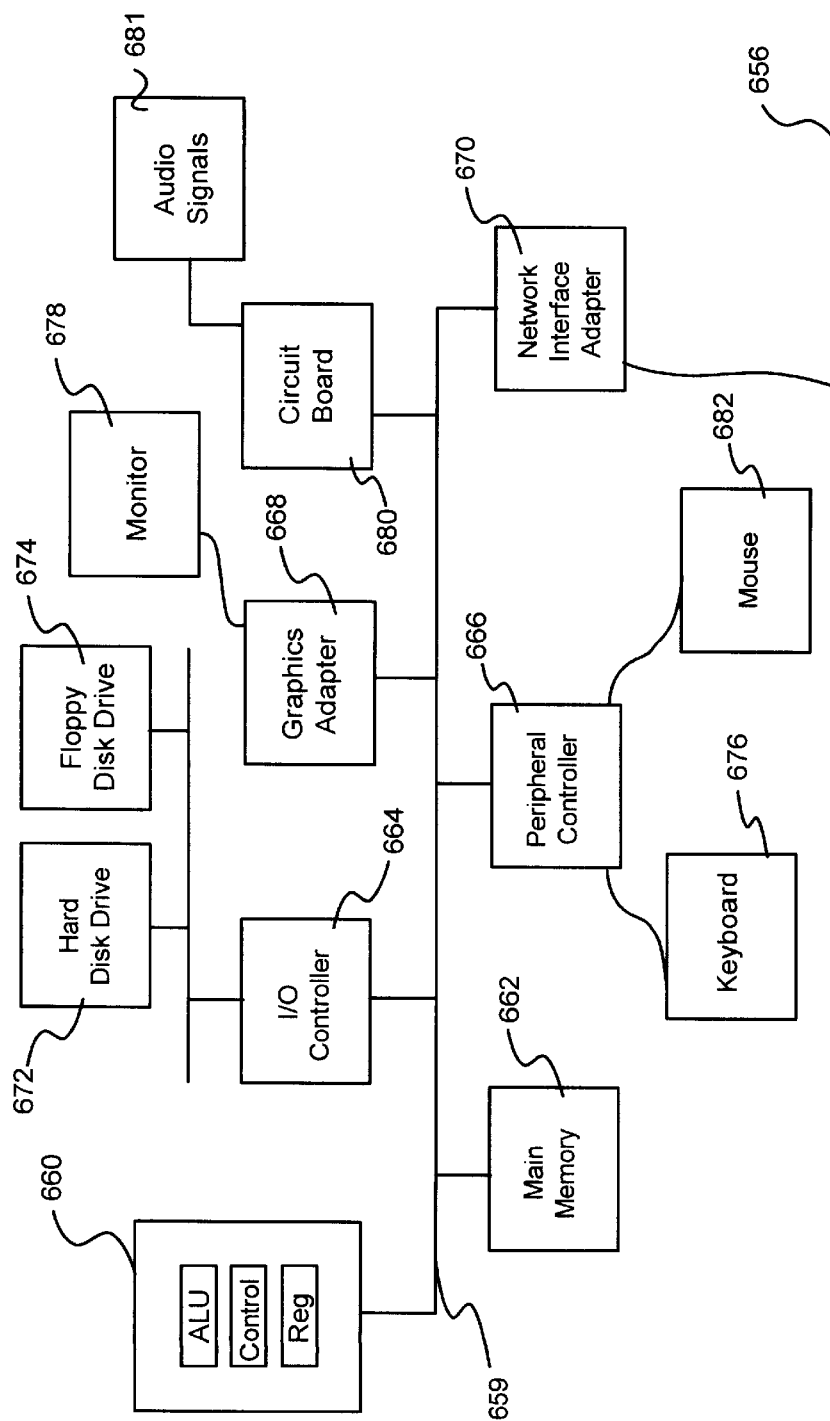 660
ALU
Control
Reg
659
672
Hard
Disk Drive
Floppy
Disk Drive
674
I/O
Controller
664
Graphics
Adapter
668
Monitor
678
Circuit
Board
680
Audio
Signals
681
Main
Memory
662
Peripheral
Controller
666
Keyboard
676
Mouse
682
Network
Interface
Adapter
670
656